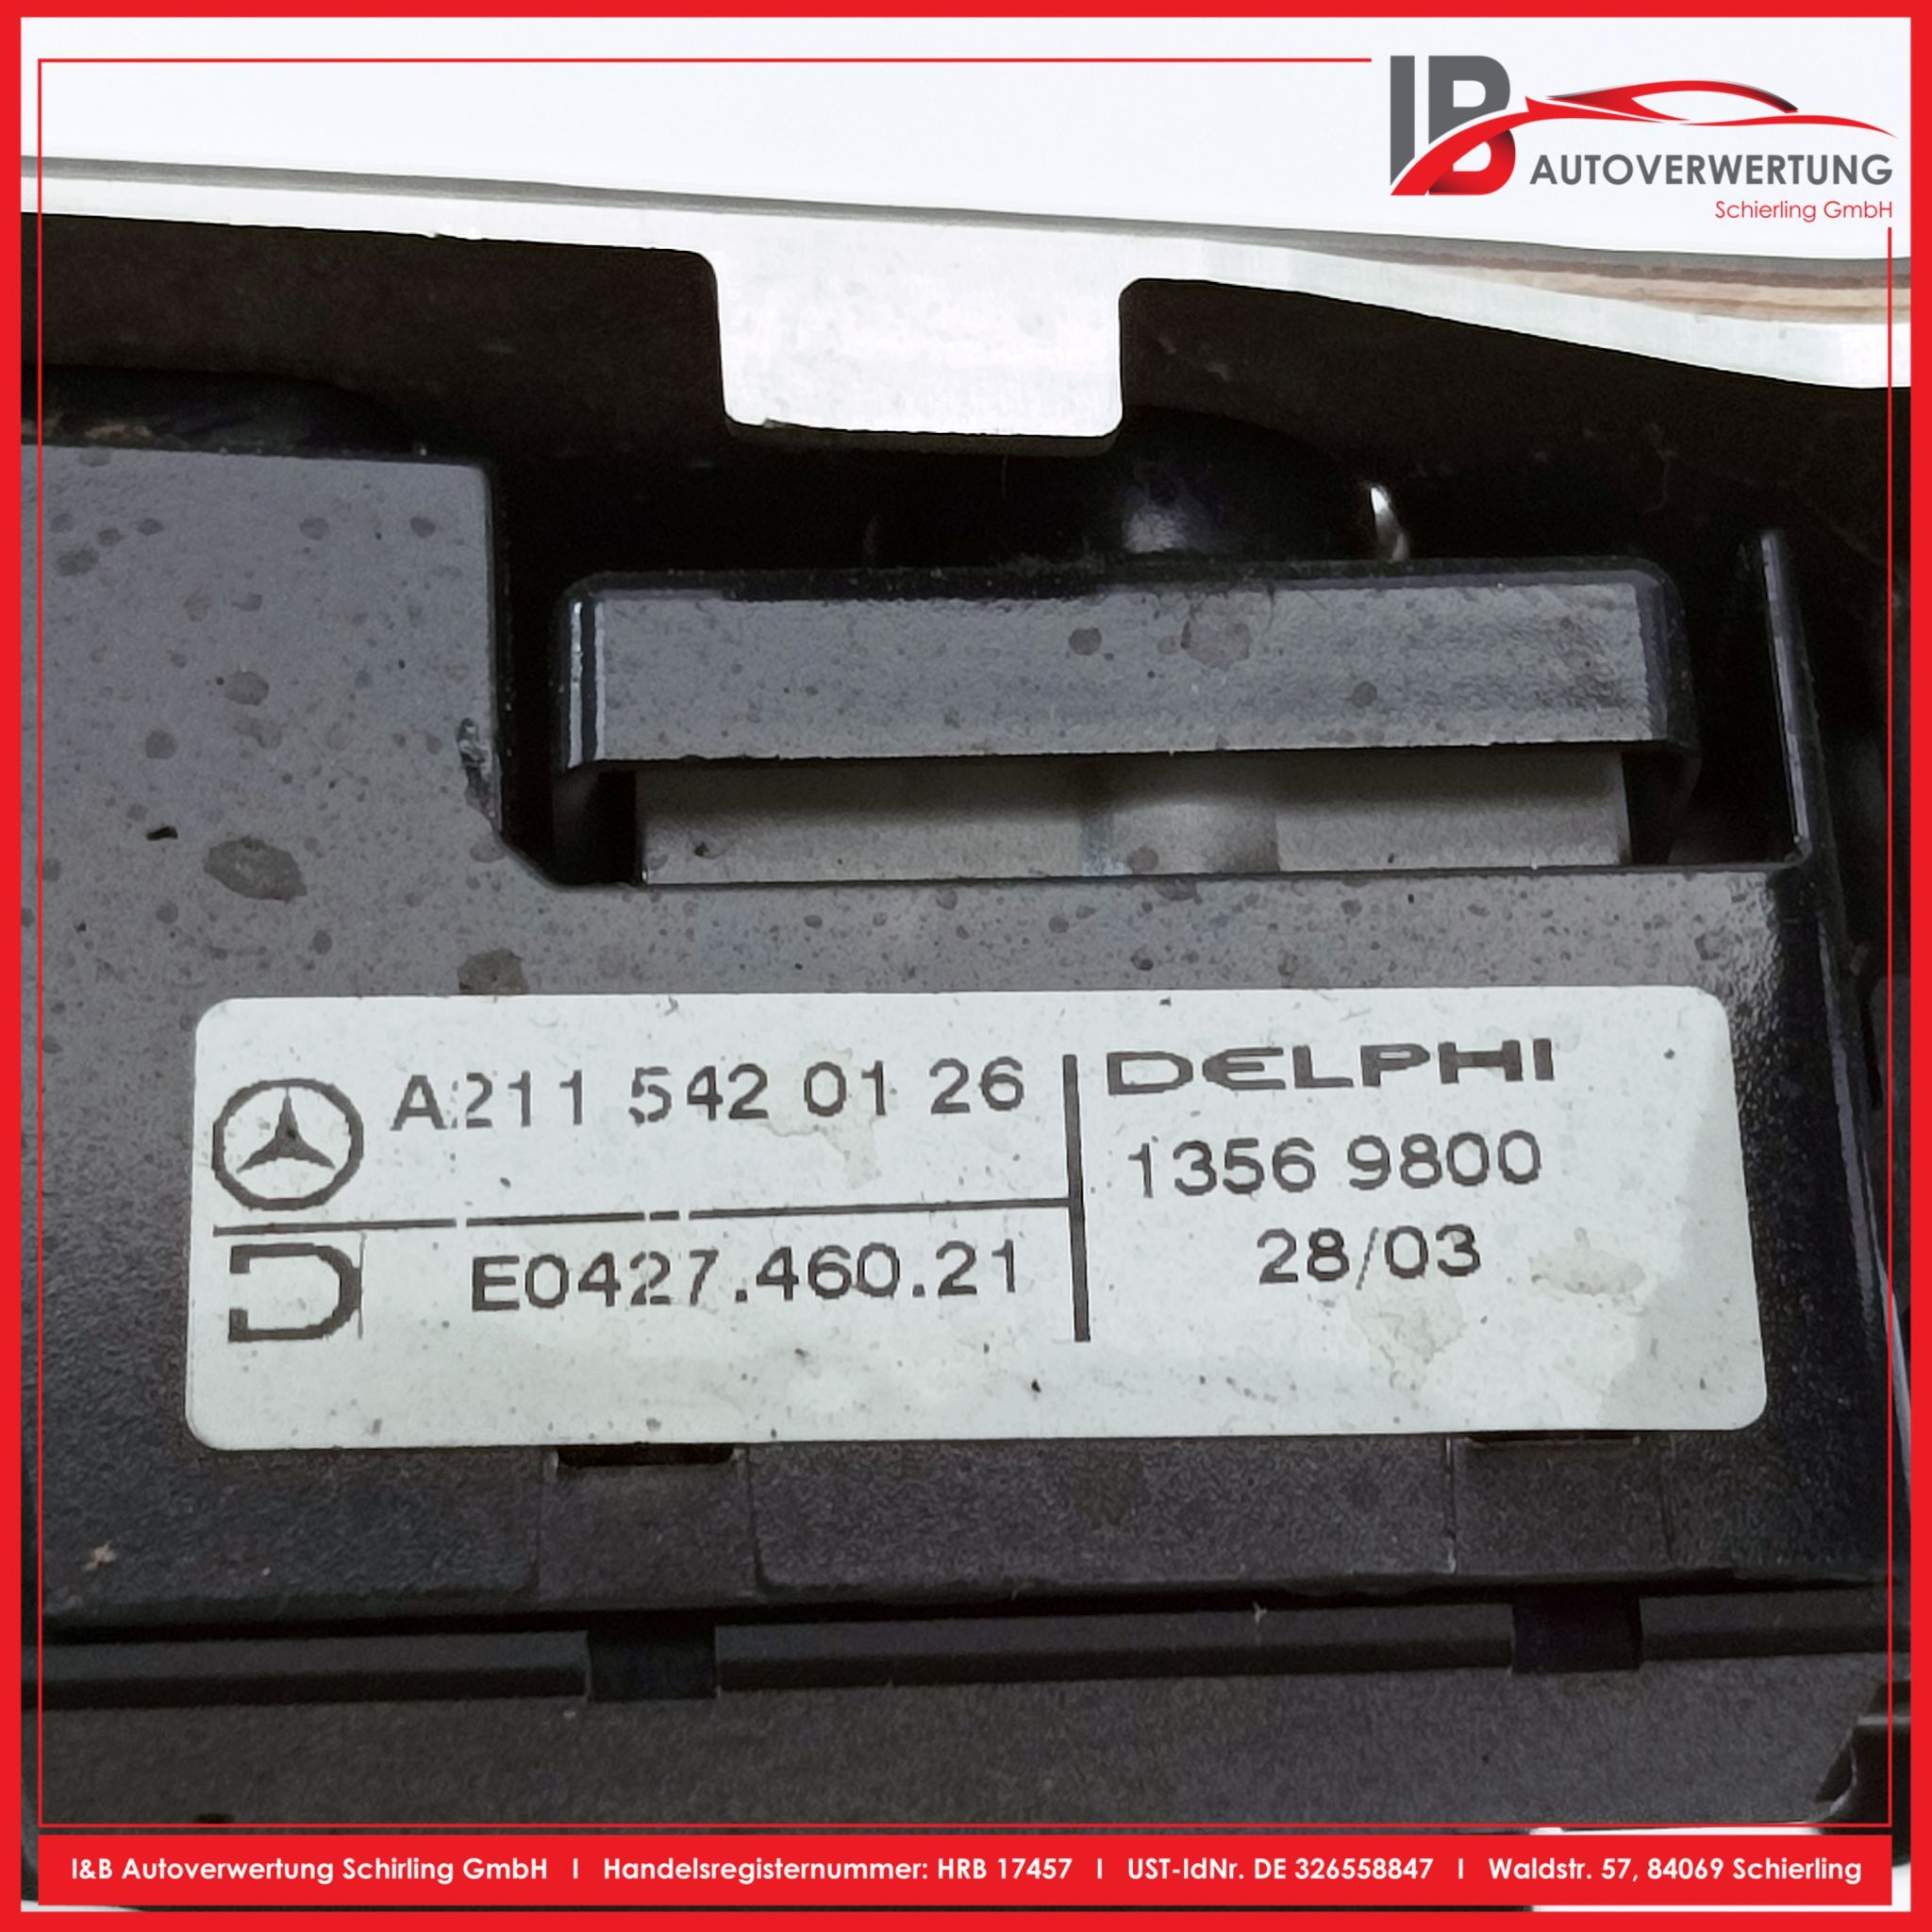 IB AUTOVERWERTUNG
Schierling GmbH
A211 542 01 26
E0427.460.21
DELPHI
1356 9800
28/03
I&B Autoverwertung Schirling GmbH I Handelsregisternummer: HRB 17457 I UST-IdNr. DE 326558847 I Waldstr. 57, 84069 Schierling